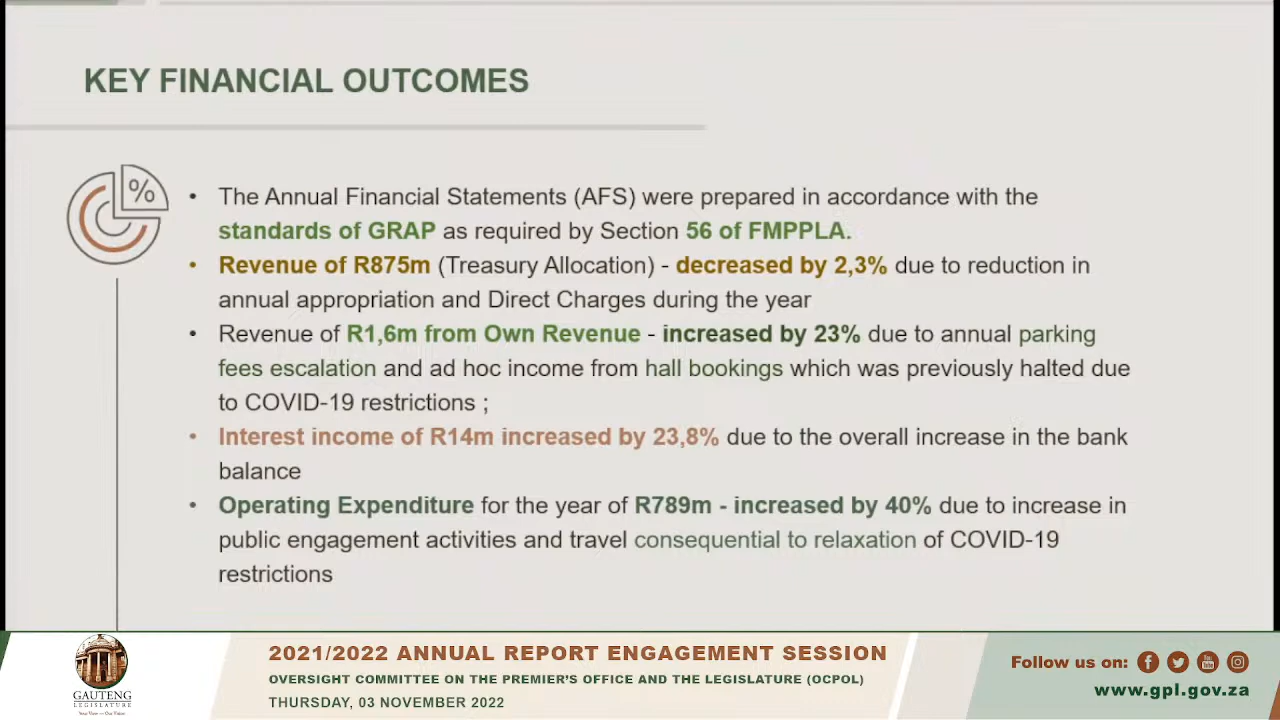 KEY FINANCIAL OUTCOMES
%
• The Annual Financial Statements (AFS) were prepared in accordance with the
standards of GRAP as required by Section 56 of FMPPLA.
• Revenue of R875m (Treasury Allocation) - decreased by 2,3% due to reduction in
annual appropriation and Direct Charges during the year
• Revenue of R1,6m from Own Revenue - increased by 23% due to annual parking
fees escalation and ad hoc income from hall bookings which was previously halted due
to COVID-19 restrictions ;
• Interest income of R14m increased by 23,8% due to the overall increase in the bank
balance
• Operating Expenditure for the year of R789m - increased by 40% due to increase in
public engagement activities and travel consequential to relaxation of COVID-19
restrictions
GAUTENG
LEGISLATURE
Your View — Our Vision
2021/2022 ANNUAL REPORT ENGAGEMENT SESSION
OVERSIGHT COMMITTEE ON THE PREMIER'S OFFICE AND THE LEGISLATURE (OCPOL)
THURSDAY, 03 NOVEMBER 2022
Follow us on:
www.gpl.gov.za